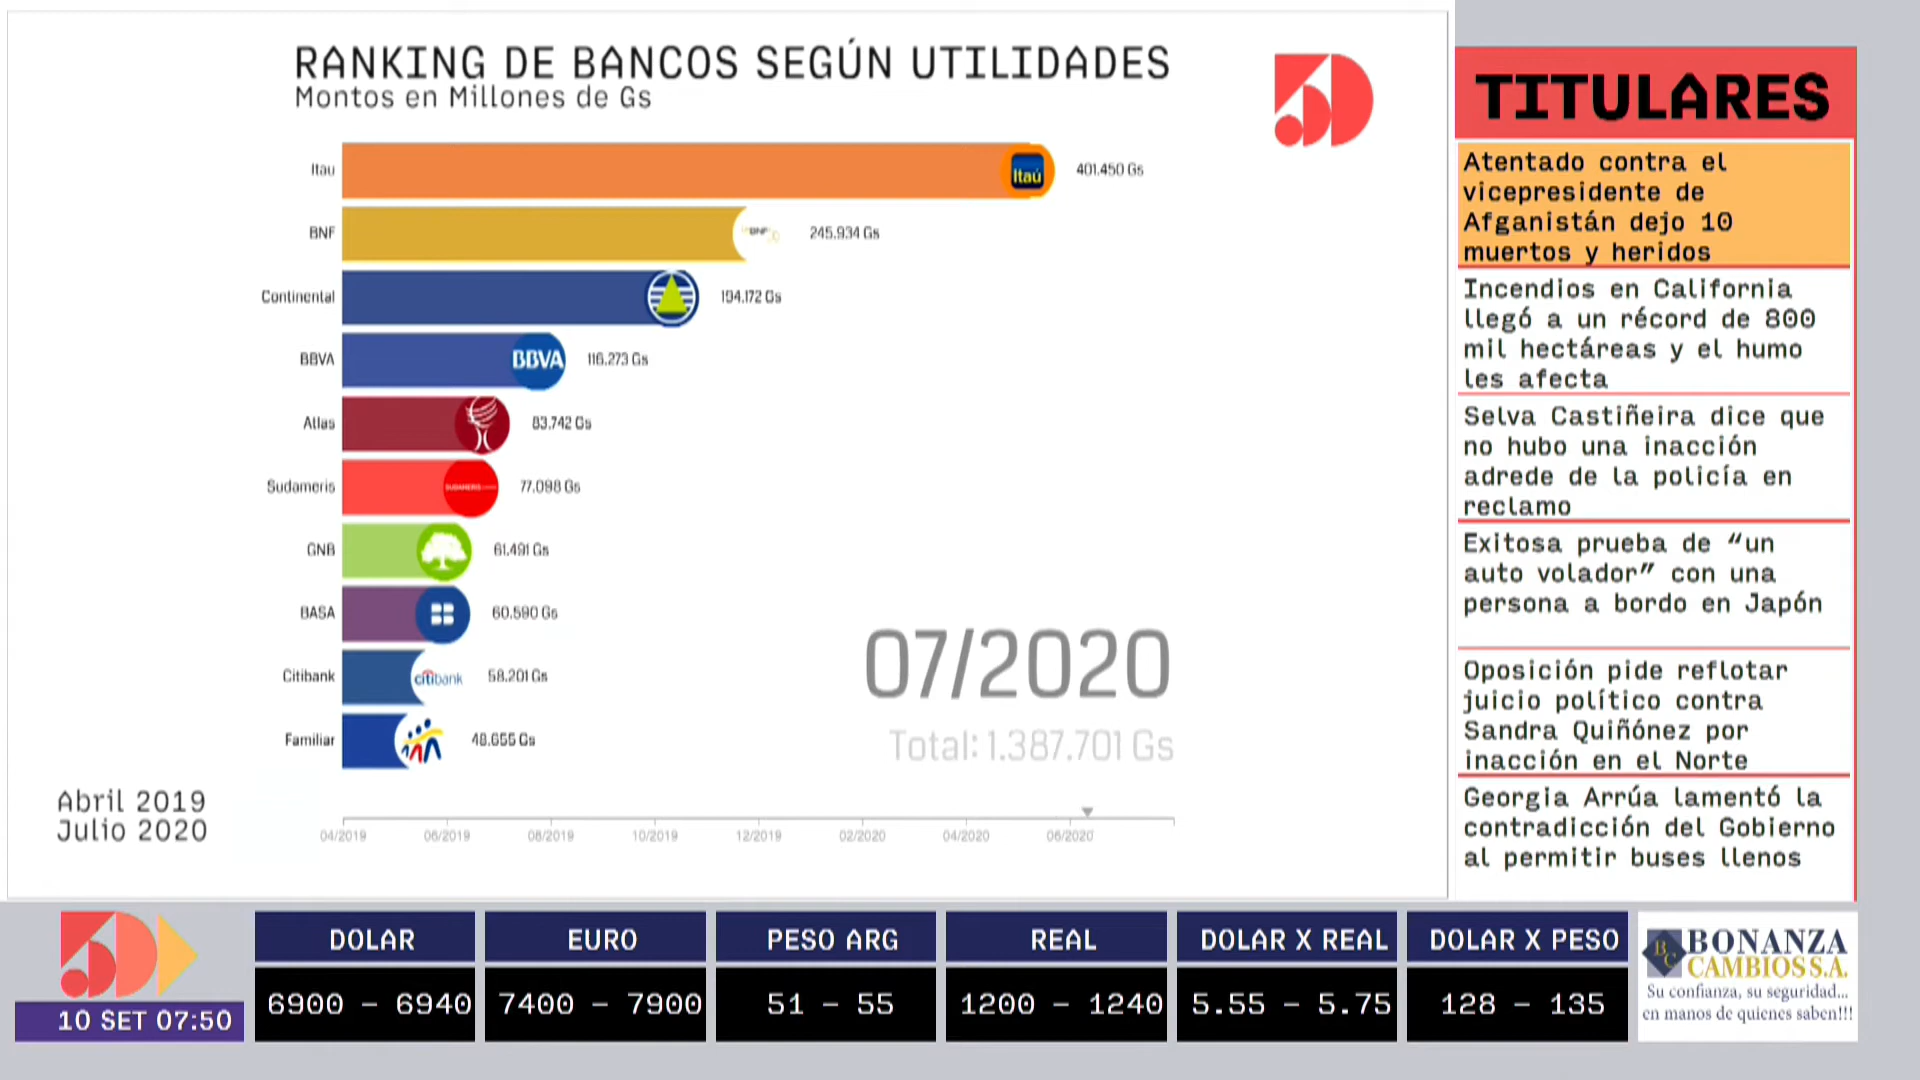 RANKING DE BANCOS SEGÚN UTILIDADES
Montos en Millones de Gs
Itau
Itaú
401.450 Gs
BNF
BNF
245.934 Gs
Continental
194.172 Gs
BBVA
BBVA
116.273 Gs
Atlas
83.742 Gs
Sudameris
SUDAMERIS
77.098 Gs
GNB
61.491 Gs
BASA
60.590 Gs
Citibank
citibank
58.201 Gs
Familiar
48.655 Gs
07/2020
Total: 1.387.701 Gs
Abril 2019
Julio 2020
04/2019
06/2019
08/2019
10/2019
12/2019
02/2020
04/2020
06/2020
TITULARES
Atentado contra el
vicepresidente de
Afganistán dejo 10
muertos y heridos
Incendios en California
llegó a un récord de 800
mil hectáreas y el humo
les afecta
Selva Castiñeira dice que
no hubo una inacción
adrede de la policía en
reclamo
Exitosa prueba de “un
auto volador” con una
persona a bordo en Japón
Oposición pide reflotar
juicio político contra
Sandra Quiñónez por
inacción en el Norte
Georgia Arrúa lamentó la
contradicción del Gobierno
al permitir buses llenos
5D
10 SET 07:50
DOLAR
6900 - 6940
EURO
7400 - 7900
PESO ARG
51 - 55
REAL
1200 - 1240
DOLAR X REAL
5.55 - 5.75
DOLAR X PESO
128 - 135
BC
BONANZA
CAMBIOS S.A.
Su confianza, su seguridad...
en manos de quienes saben!!!